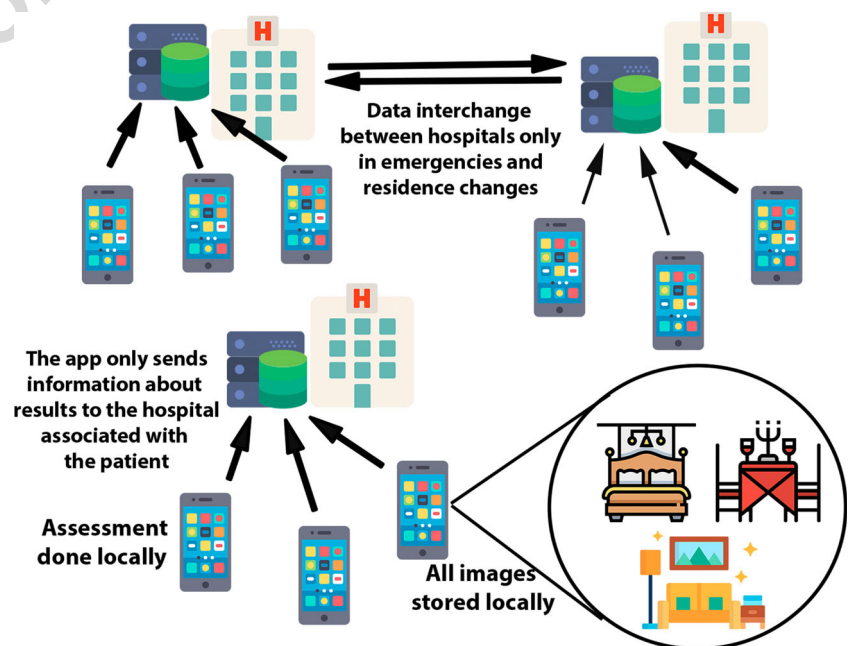 H
H
Data interchange
between hospitals only
in emergencies and
residence changes
H
The app only sends
information about
results to the hospital
associated with
the patient
Assessment
done locally
All images
stored locally